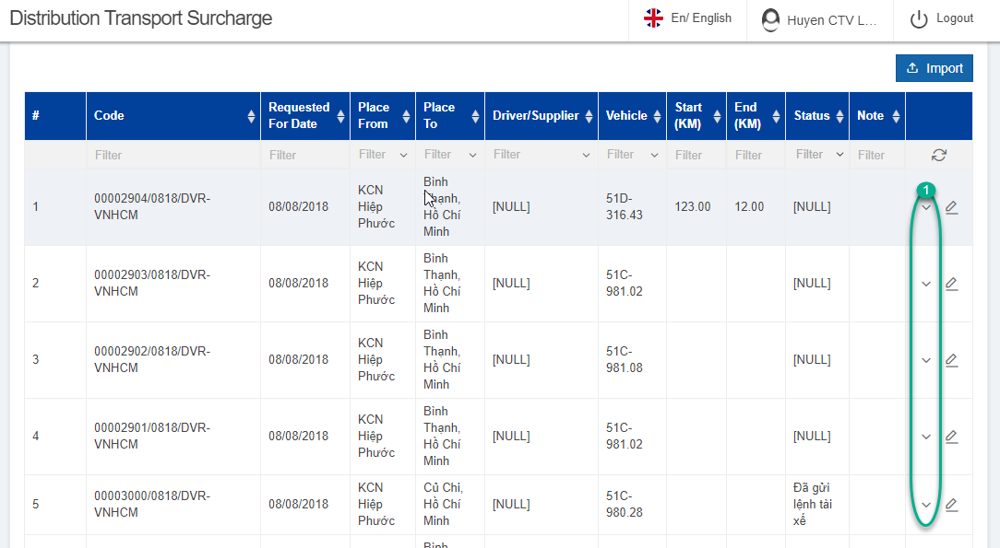 Distribution Transport Surcharge
En/ English
Huyen CTV L...
Logout
Import
#
Code
Requested
For Date
Place
From
Place
To
Driver/Supplier
Vehicle
Start
(KM)
End
(KM)
Status
Note
Filter
Filter
Filter
Filter
Filter
Filter
Filter
Filter
Filter
Filter
1
1
00002904/0818/DVR-
VNHCM
08/08/2018
KCN
Hiệp
Phước
Bình
Thạnh,
Hồ Chí
Minh
[NULL]
51D-
316.43
123.00
12.00
[NULL]
2
00002903/0818/DVR-
VNHCM
08/08/2018
KCN
Hiệp
Phước
Bình
Thạnh,
Hồ Chí
Minh
[NULL]
51C-
981.02
[NULL]
3
00002902/0818/DVR-
VNHCM
08/08/2018
KCN
Hiệp
Phước
Bình
Thạnh,
Hồ Chí
Minh
[NULL]
51C-
981.08
[NULL]
4
00002901/0818/DVR-
VNHCM
08/08/2018
KCN
Hiệp
Phước
Bình
Thạnh,
Hồ Chí
Minh
[NULL]
51C-
981.02
[NULL]
5
00003000/0818/DVR-
VNHCM
08/08/2018
KCN
Hiệp
Phước
Củ Chi,
Hồ Chí
Minh
[NULL]
51C-
980.28
Đã gửi
lệnh tài
xế
Bình